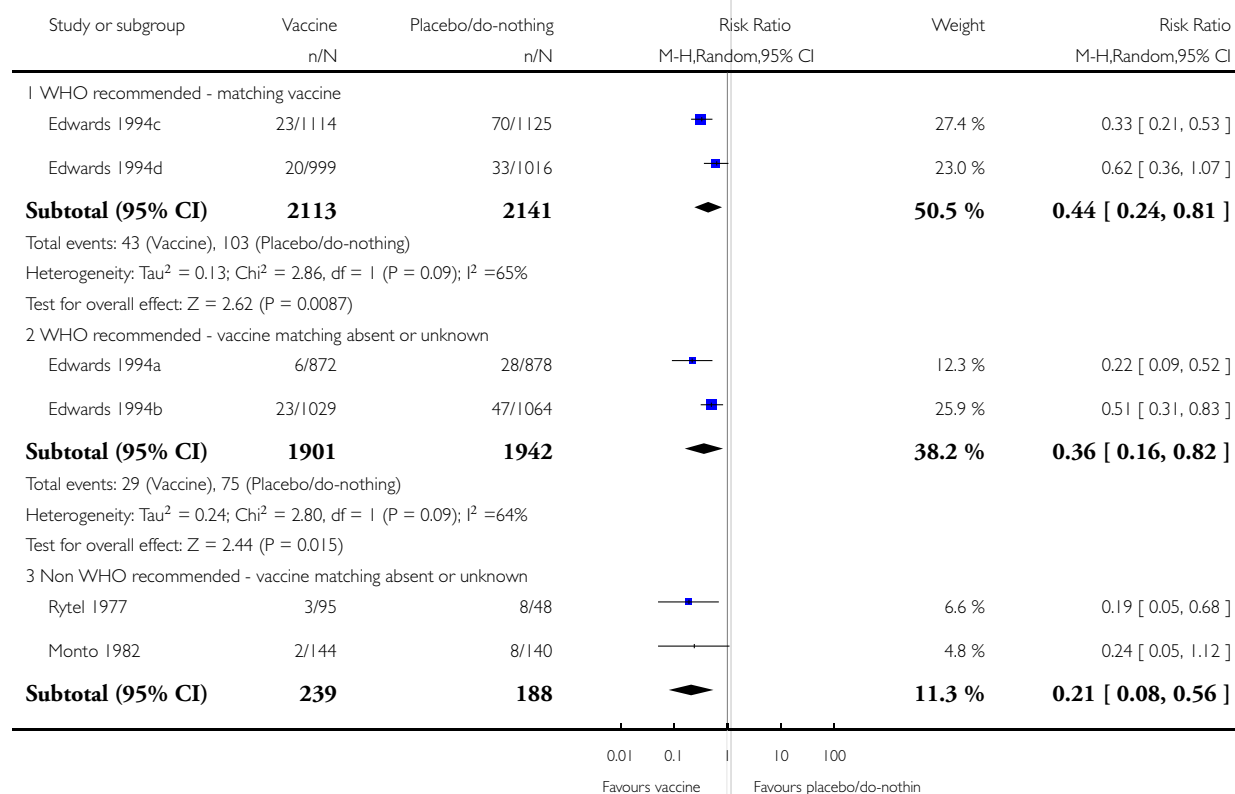 Study or subgroup Vaccine Placebo/do-nothing Risk Ratio Weight Risk Ratio
n/N n/N M-H,Random,95% CI M-H,Random,95% CI
1 WHO recommended - matching vaccine
Edwards 1994c 23/1114 70/1125 27.4 % 0.33 [ 0.21, 0.53 ]
Edwards 1994d 20/999 33/1016 23.0 % 0.62 [ 0.36, 1.07 ]
Subtotal (95% CI) 2113 2141 50.5 % 0.44 [ 0.24, 0.81 ]
Total events: 43 (Vaccine), 103 (Placebo/do-nothing)
Heterogeneity: Tau² = 0.13; Chi² = 2.86, df = 1 (P = 0.09); I² =65%
Test for overall effect: Z = 2.62 (P = 0.0087)
2 WHO recommended - vaccine matching absent or unknown
Edwards 1994a 6/872 28/878 12.3 % 0.22 [ 0.09, 0.52 ]
Edwards 1994b 23/1029 47/1064 25.9 % 0.51 [ 0.31, 0.83 ]
Subtotal (95% CI) 1901 1942 38.2 % 0.36 [ 0.16, 0.82 ]
Total events: 29 (Vaccine), 75 (Placebo/do-nothing)
Heterogeneity: Tau² = 0.24; Chi² = 2.80, df = 1 (P = 0.09); I² =64%
Test for overall effect: Z = 2.44 (P = 0.015)
3 Non WHO recommended - vaccine matching absent or unknown
Rytel 1977 3/95 8/48 6.6 % 0.19 [ 0.05, 0.68 ]
Monto 1982 2/144 8/140 4.8 % 0.24 [ 0.05, 1.12 ]
Subtotal (95% CI) 239 188 11.3 % 0.21 [ 0.08, 0.56 ]
0.01 0.1 1 10 100
Favours vaccine Favours placebo/do-nothin